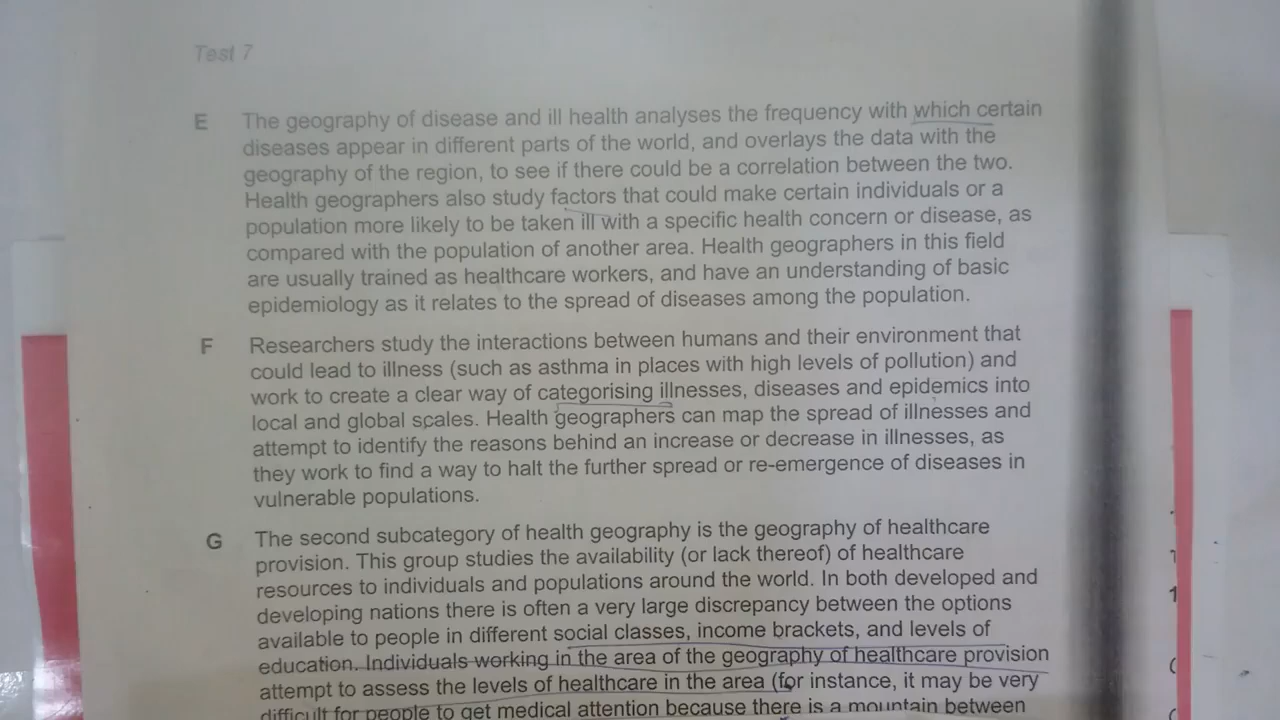 Test 7
E The geography of disease and ill health analyses the frequency with which certain
diseases appear in different parts of the world, and overlays the data with the
geography of the region, to see if there could be a correlation between the two.
Health geographers also study factors that could make certain individuals or a
population more likely to be taken ill with a specific health concern or disease, as
compared with the population of another area. Health geographers in this field
are usually trained as healthcare workers, and have an understanding of basic
epidemiology as it relates to the spread of diseases among the population.
F Researchers study the interactions between humans and their environment that
could lead to illness (such as asthma in places with high levels of pollution) and
work to create a clear way of categorising illnesses, diseases and epidemics into
local and global scales. Health geographers can map the spread of illnesses and
attempt to identify the reasons behind an increase or decrease in illnesses, as
they work to find a way to halt the further spread or re-emergence of diseases in
vulnerable populations.
G The second subcategory of health geography is the geography of healthcare
provision. This group studies the availability (or lack thereof) of healthcare
resources to individuals and populations around the world. In both developed and
developing nations there is often a very large discrepancy between the options
available to people in different social classes, income brackets, and levels of
education. Individuals working in the area of the geography of healthcare provision
attempt to assess the levels of healthcare in the area (for instance, it may be very
difficult for people to get medical attention because there is a mountain between